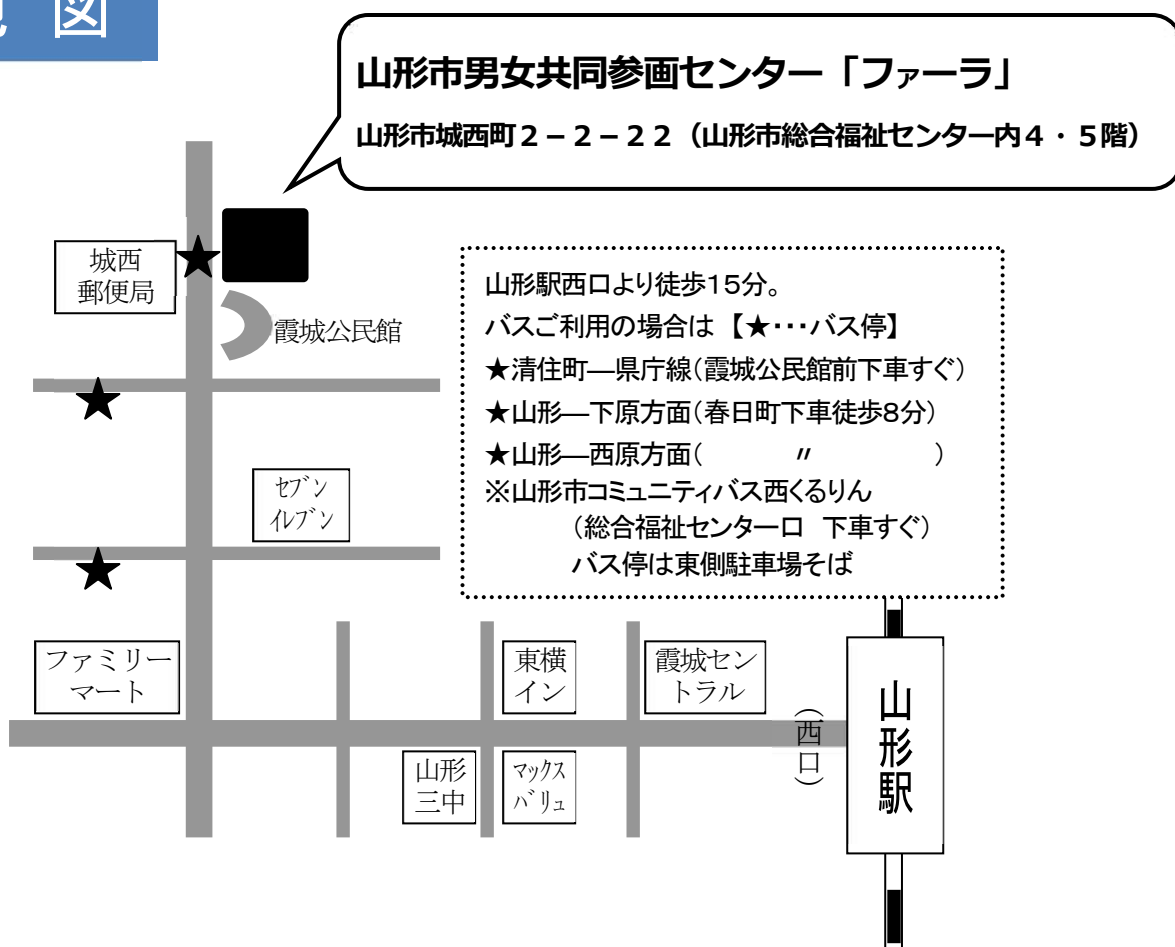 図
山形市男女共同参画センター「ファーラ」
山形市城西町２－２－２２（山形市総合福祉センター内４・５階）
城西
郵便局
霞城公民館
山形駅西口より徒歩15分。
バスご利用の場合は【★･･･バス停】
★清住町―県庁線（霞城公民館前下車すぐ）
★山形―下原方面（春日町下車徒歩8分）
★山形―西原方面（　〃　）
※山形市コミュニティバス西くるりん
（総合福祉センター口　下車すぐ）
バス停は東側駐車場そば
ｾﾌﾞﾝ
ｲﾚﾌﾞﾝ
ファミリー
マート
東横
イン
霞城セン
トラル
（西口）
山形駅
山形
三中
ﾏｯｸｽ
ﾊﾞﾘｭ